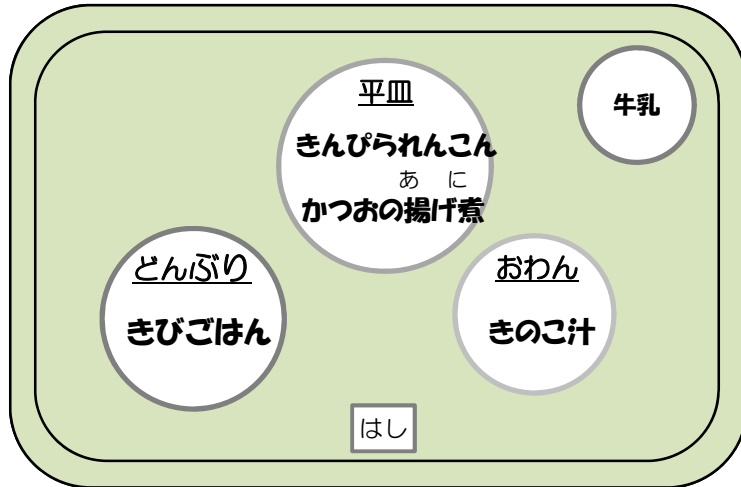 平皿
きんぴられんこん
あ に
かつおの揚げ煮
牛乳
どんぶり
きびごはん
おわん
きのこ汁
はし